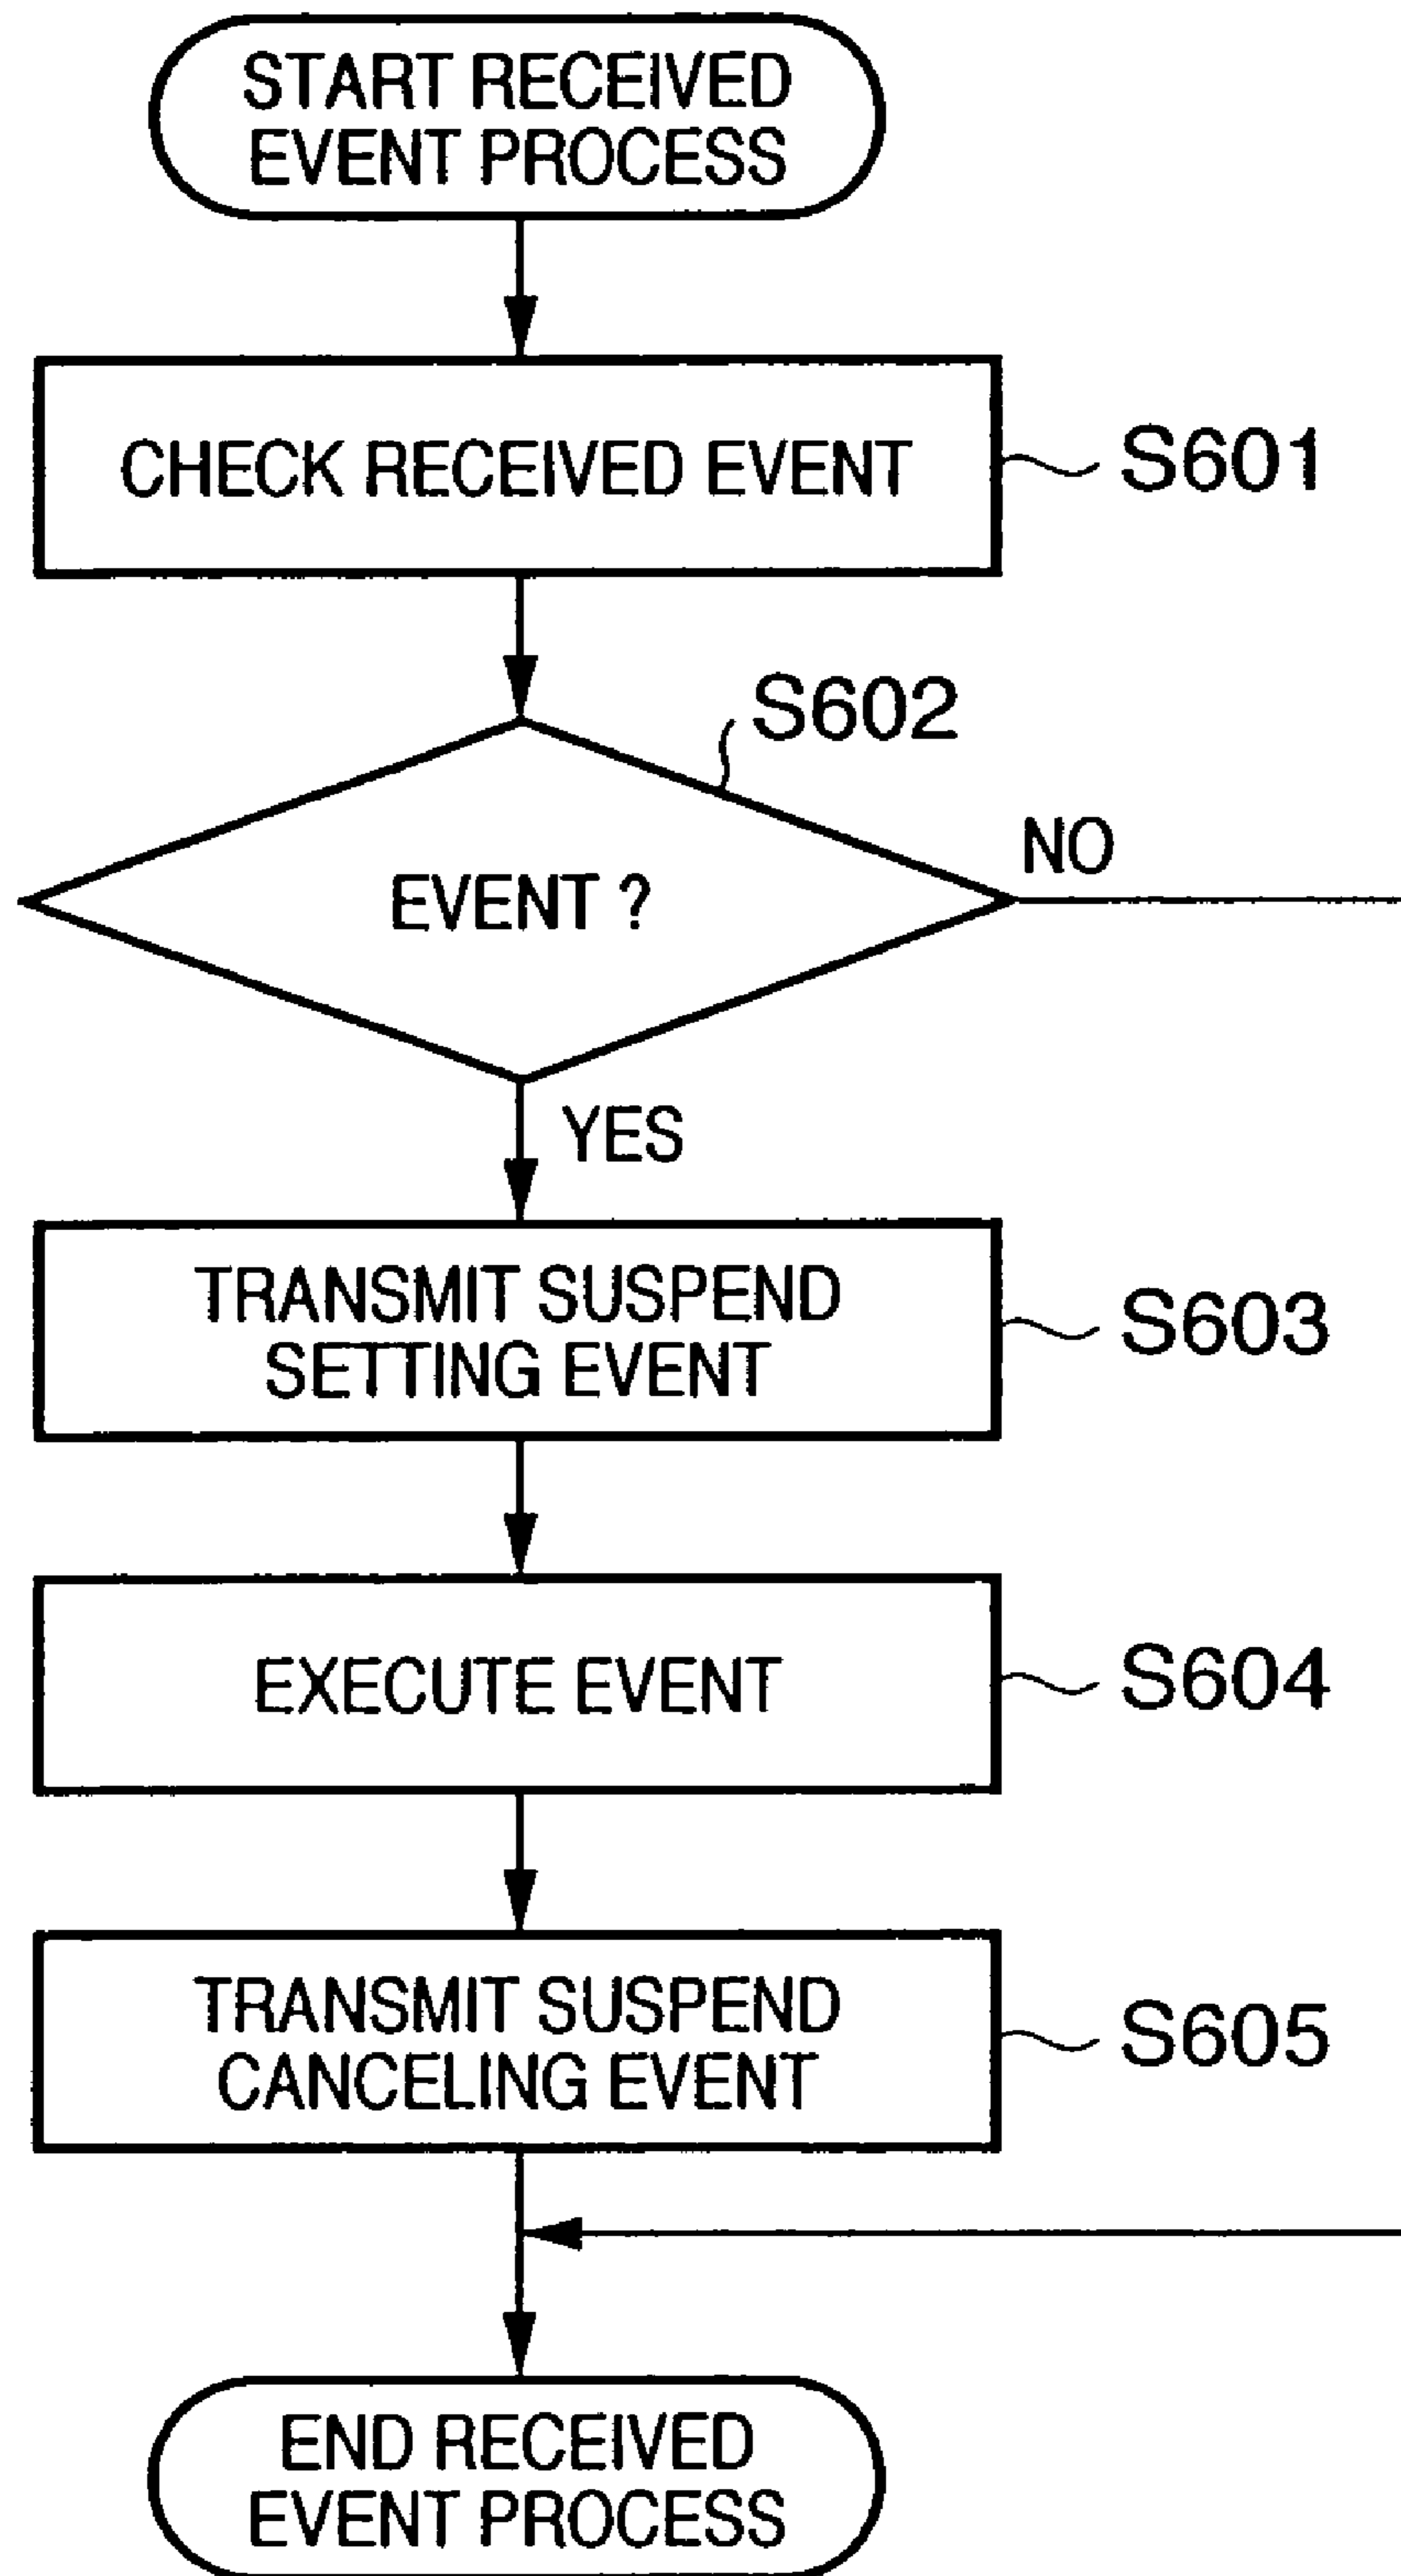 START RECEIVED
EVENT PROCESS
CHECK RECEIVED EVENT
S601
S602
EVENT ?
NO
YES
TRANSMIT SUSPEND
SETTING EVENT
S603
EXECUTE EVENT
S604
TRANSMIT SUSPEND
CANCELING EVENT
S605
END RECEIVED
EVENT PROCESS